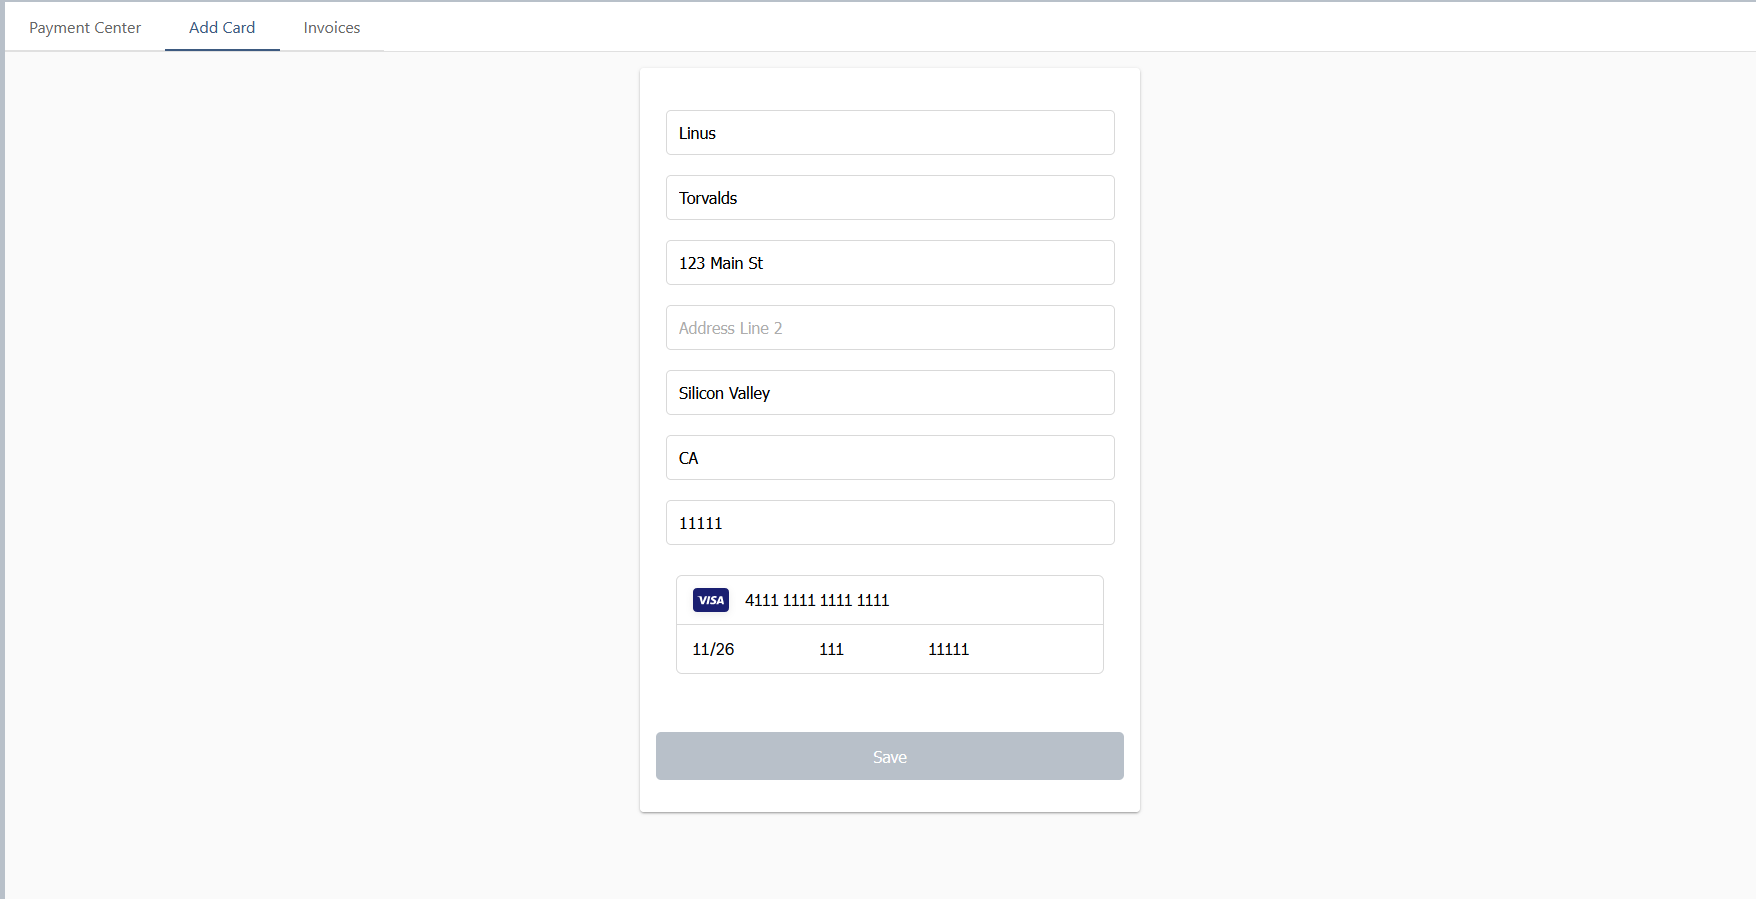 Payment Center Add Card Invoices
Linus
Torvalds
123 Main St
Address Line 2
Silicon Valley
CA
11111
VISA 4111 1111 1111 1111
11/26 111 11111
Save